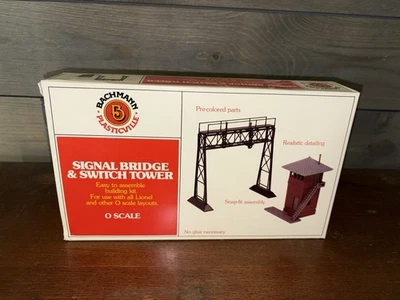 BACHMANN
5
PLASTICVILLE
SIGNAL BRIDGE
& SWITCH TOWER
Easy to assemble
building kit.
For use with all Lionel
and other O scale layouts.
O SCALE
Pre-colored parts
Realistic detailing
Snap-fit assembly
No glue necessary